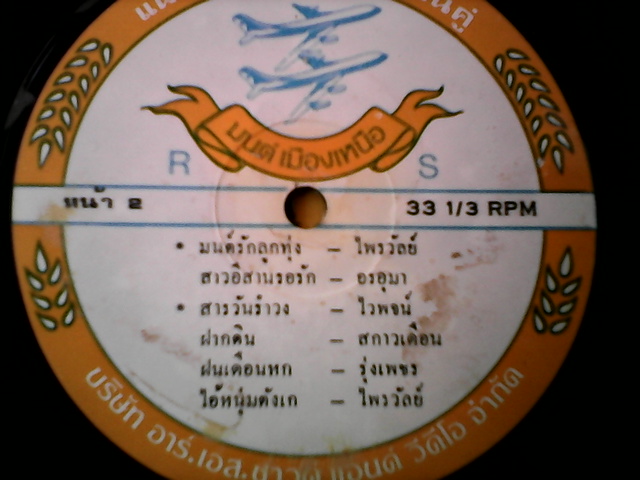 มนต์เมืองเหนือ
R S
หน้า 2 33 1/3 RPM
• มนต์รักลูกทุ่ง – ไพรวัลย์
สาวอีสานรอรัก – อรอุมา
• สาระวันรำวง – ไวพจน์
ฝากดิน – สกาวเดือน
ฝนเดือนหก – รุ่งเพชร
ไอ้หนุ่มตังเก – ไพรวัลย์
บริษัท อาร์.เอส.ซาวด์ แอนด์ วีดีโอ จำกัด